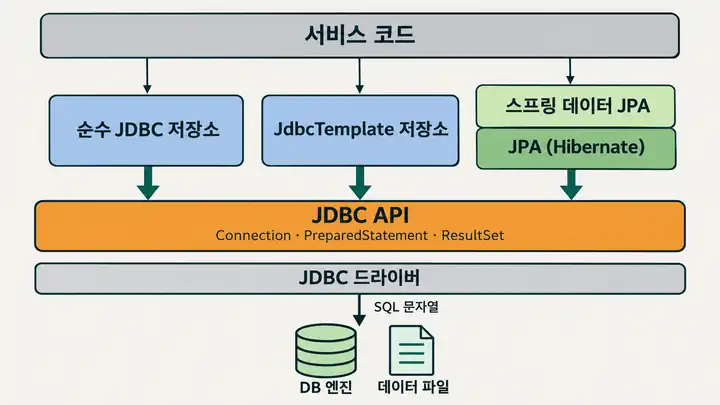 서비스 코드
순수 JDBC 저장소
JdbcTemplate 저장소
스프링 데이터 JPA
JPA (Hibernate)
JDBC API
Connection · PreparedStatement · ResultSet
JDBC 드라이버
SQL 문자열
DB 엔진
데이터 파일